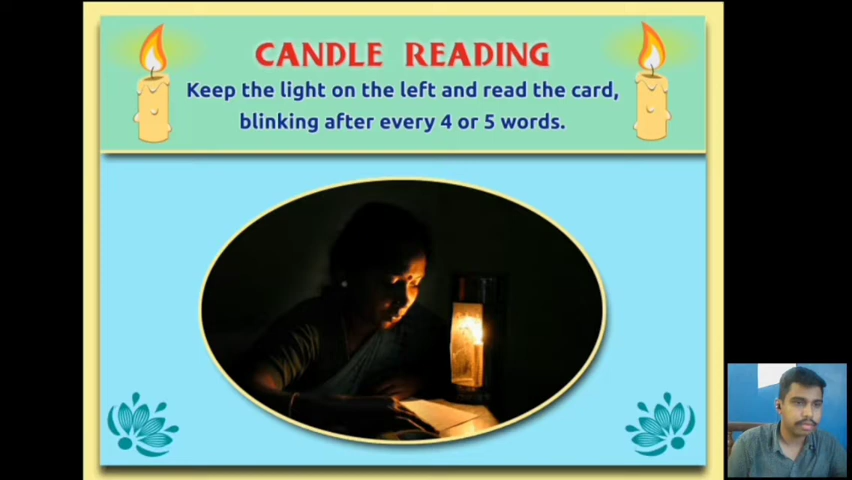 CANDLE READING
Keep the light on the left and read the card,
blinking after every 4 or 5 words.